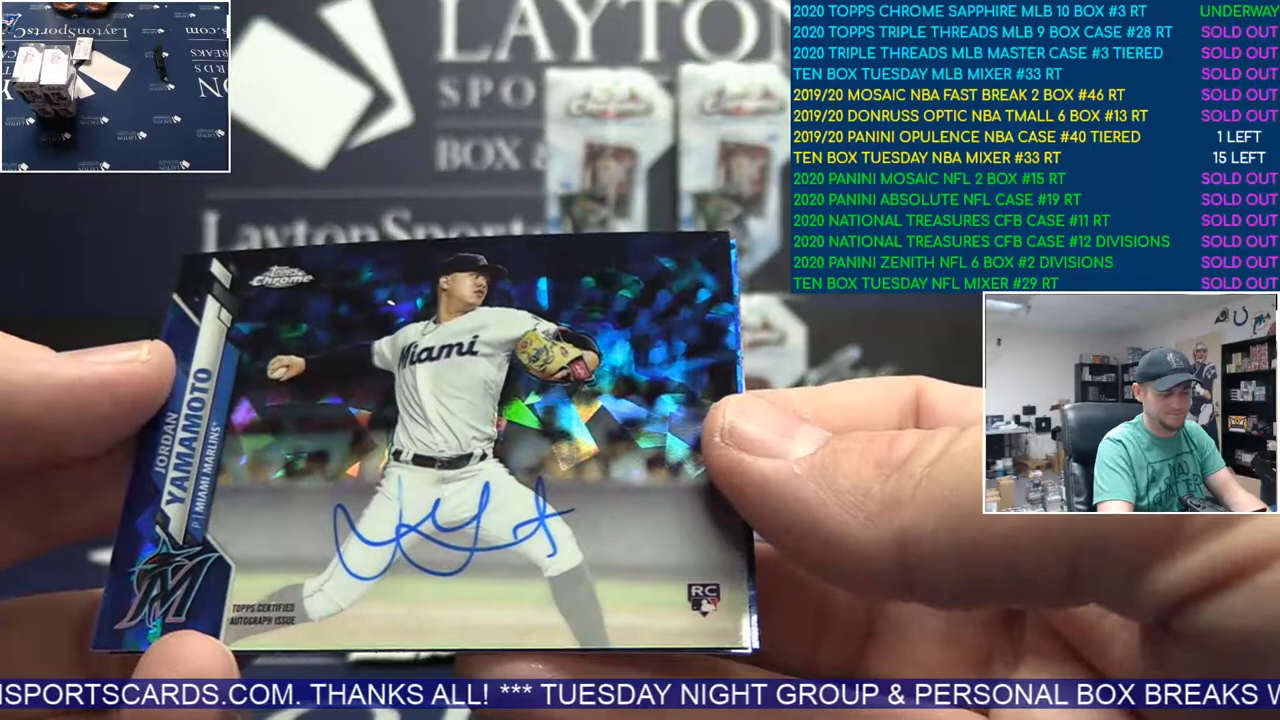 2020 TOPPS CHROME SAPPHIRE MLB 10 BOX #3 RT UNDERWAY
2020 TOPPS TRIPLE THREADS MLB 9 BOX CASE #28 RT SOLD OUT
2020 TRIPLE THREADS MLB MASTER CASE #3 TIERED SOLD OUT
TEN BOX TUESDAY MLB MIXER #33 RT SOLD OUT
2019/20 MOSAIC NBA FAST BREAK 2 BOX #46 RT SOLD OUT
2019/20 DONRUSS OPTIC NBA TMALL 6 BOX #13 RT SOLD OUT
2019/20 PANINI OPULENCE NBA CASE #40 TIERED 1 LEFT
TEN BOX TUESDAY NBA MIXER #33 RT 15 LEFT
2020 PANINI MOSAIC NFL 2 BOX #15 RT SOLD OUT
2020 PANINI ABSOLUTE NFL CASE #19 RT SOLD OUT
2020 NATIONAL TREASURES CFB CASE #11 RT SOLD OUT
2020 NATIONAL TREASURES CFB CASE #12 DIVISIONS SOLD OUT
2020 PANINI ZENITH NFL 6 BOX #2 DIVISIONS SOLD OUT
TEN BOX TUESDAY NFL MIXER #29 RT SOLD OUT
LAYTON
SPO
BOX &
LaytonSport
Topps
Chrome
Miami
JORDAN
YAMAMOTO
P | MIAMI MARLINS
M
TOPPS CERTIFIED
AUTOGRAPH ISSUE
RC
NSPORTSCARDS.COM. THANKS ALL! *** TUESDAY NIGHT GROUP & PERSONAL BOX BREAKS W